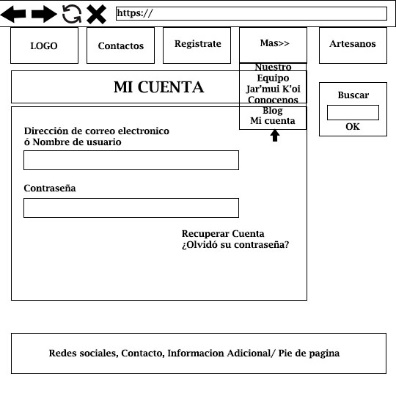 https://
LOGO
Contactos
Registrate
Mas>>
Artesanos
Nuestro
Equipo
Jar'mui K'oi
Conocenos
Blog
Mi cuenta
MI CUENTA
Buscar
OK
Dirección de correo electronico
ó Nombre de usuario
Contraseña
Recuperar Cuenta
¿Olvidó su contraseña?
Redes sociales, Contacto, Informacion Adicional/ Pie de pagina